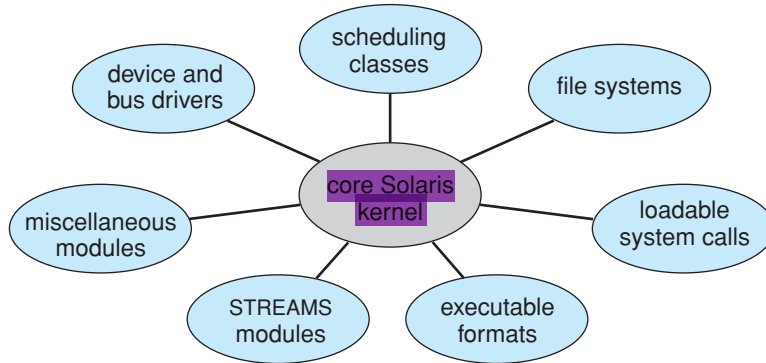 scheduling
classes
device and
bus drivers
file systems
core Solaris
kernel
miscellaneous
modules
loadable
system calls
STREAMS
modules
executable
formats